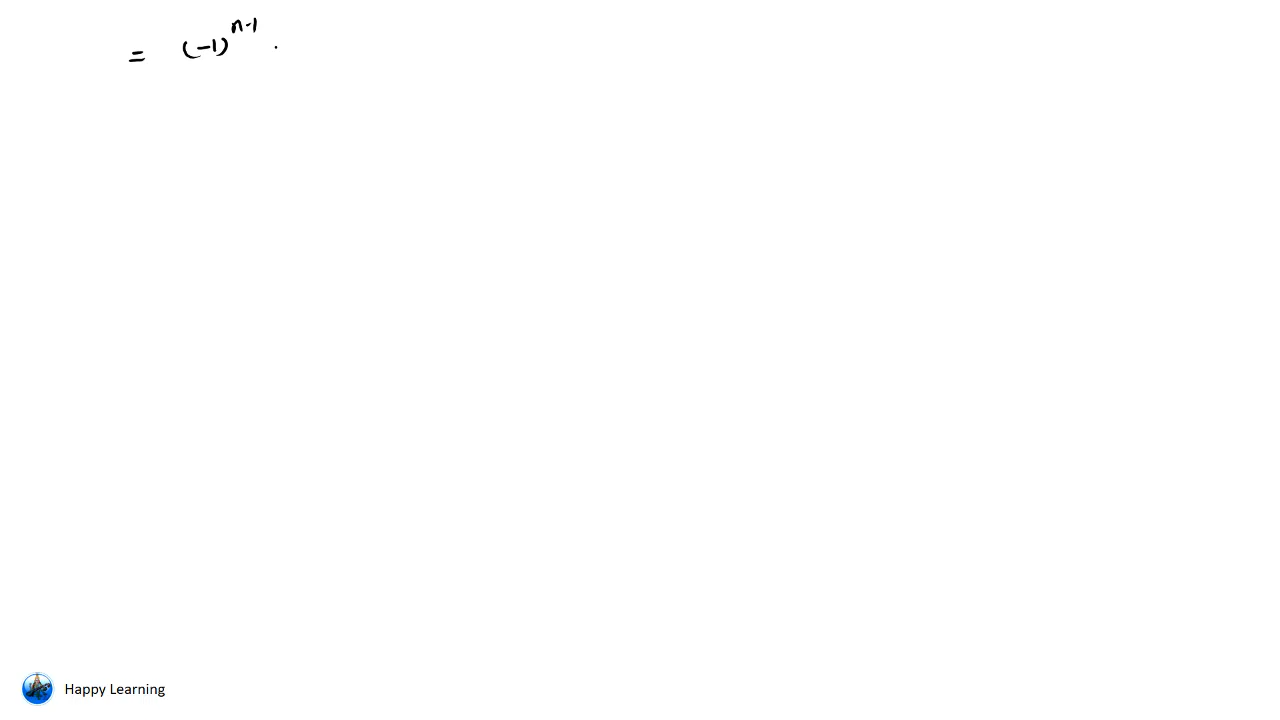 = (-1)^{n-1} .
Happy Learning